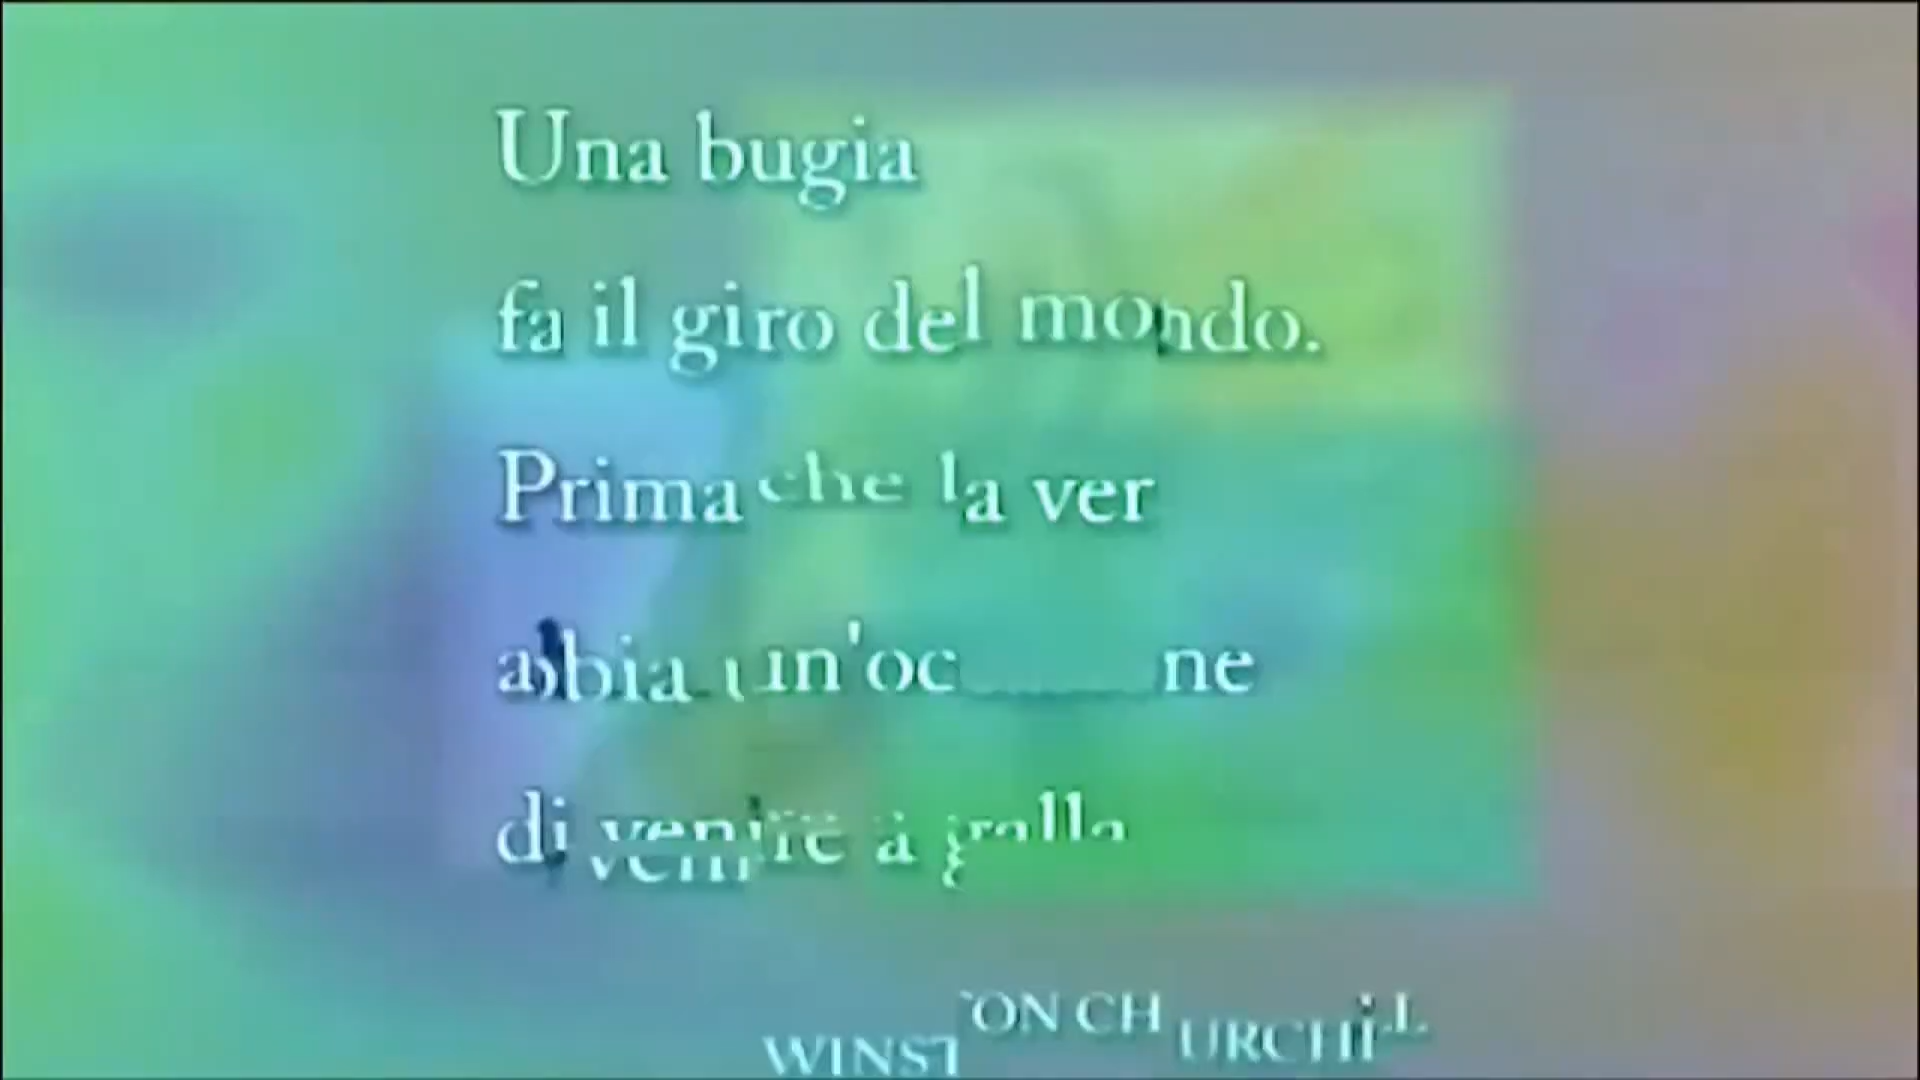 Una bugia
fa il giro del mondo.
Prima che la ver
abbia un'oc ne
di venire a galla
WINSTON CHURCHILL